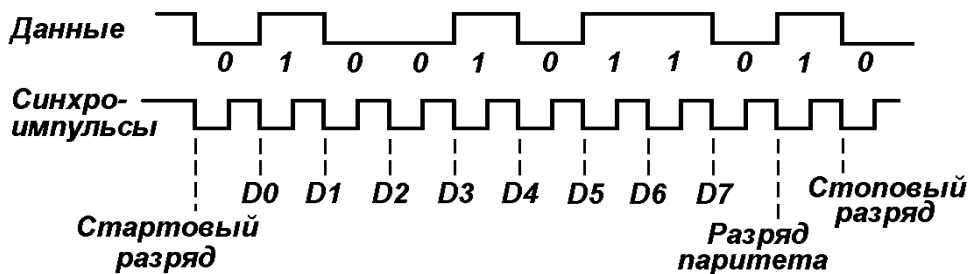 Данные
0 1 0 0 1 0 1 1 0 1 0
Синхро-
импульсы
D0 D1 D2 D3 D4 D5 D6 D7
Стартовый
разряд
Разряд
паритета
Стоповый
разряд